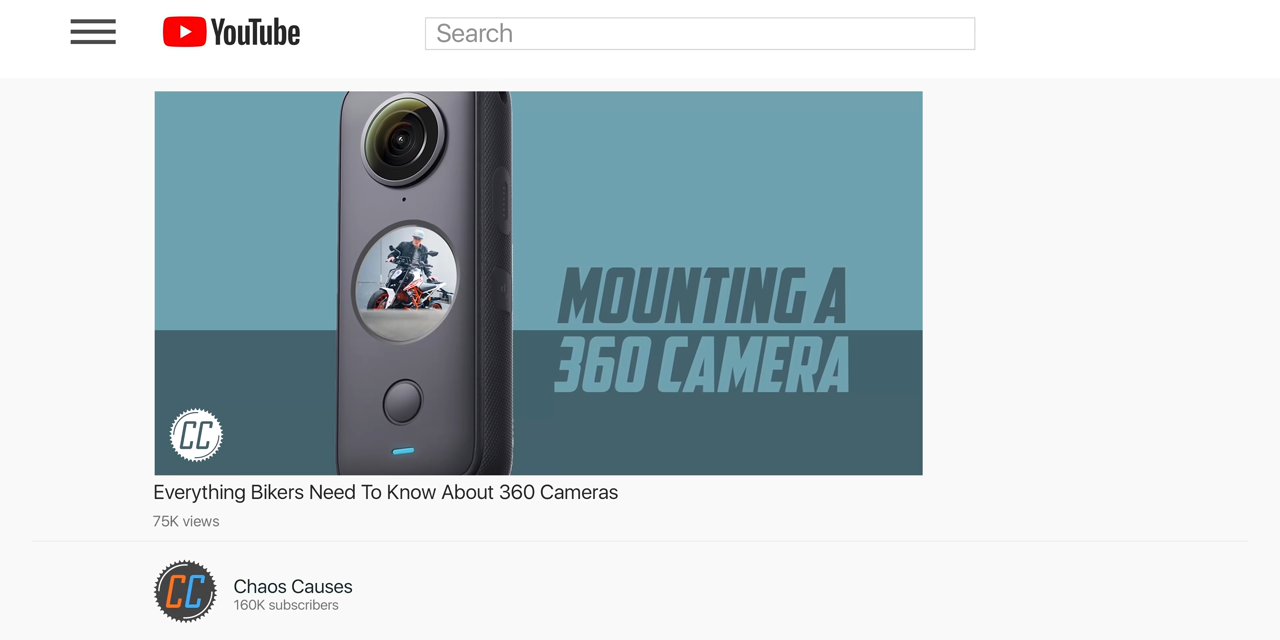 YouTube
Search
MOUNTING A
360 CAMERA
CC
Everything Bikers Need To Know About 360 Cameras
75K views
CC
Chaos Causes
160K subscribers